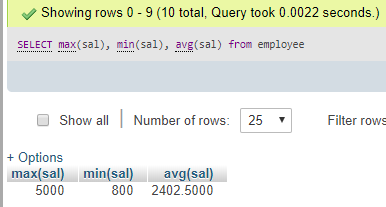 Showing rows 0 - 9 (10 total, Query took 0.0022 seconds.)
SELECT max(sal), min(sal), avg(sal) from employee
Show all | Number of rows: 25 Filter rows
+ Options
max(sal) min(sal) avg(sal)
5000 800 2402.5000